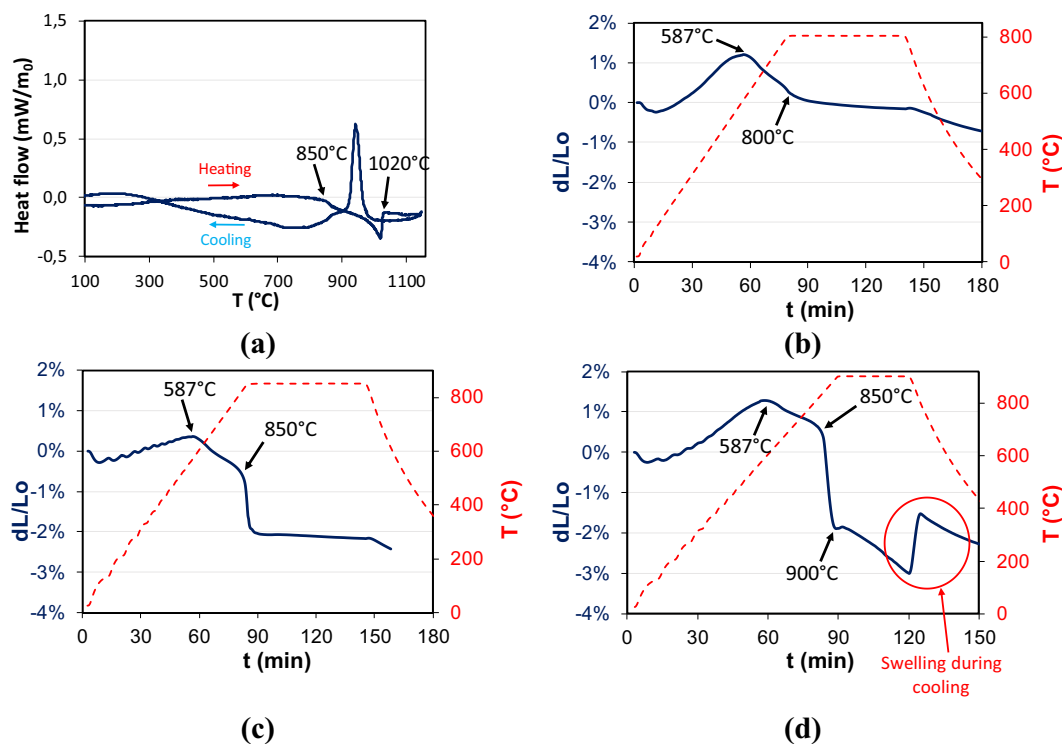 Heat flow (mW/m0)
1,5
1,0
0,5
0,0
-0,5
850°C
1020°C
Heating
Cooling
100 300 500 700 900 1100
T (°C)
(a)
dL/Lo
2%
1%
0%
-1%
-2%
-3%
-4%
587°C
800°C
800
600
400
200
0
T (°C)
0 30 60 90 120 150 180
t (min)
(b)
dL/Lo
2%
1%
0%
-1%
-2%
-3%
-4%
587°C
850°C
800
600
400
200
0
T (°C)
0 30 60 90 120 150 180
t (min)
(c)
dL/Lo
2%
1%
0%
-1%
-2%
-3%
-4%
587°C
850°C
900°C
800
600
400
200
0
T (°C)
0 30 60 90 120 150
t (min)
Swelling during
cooling
(d)